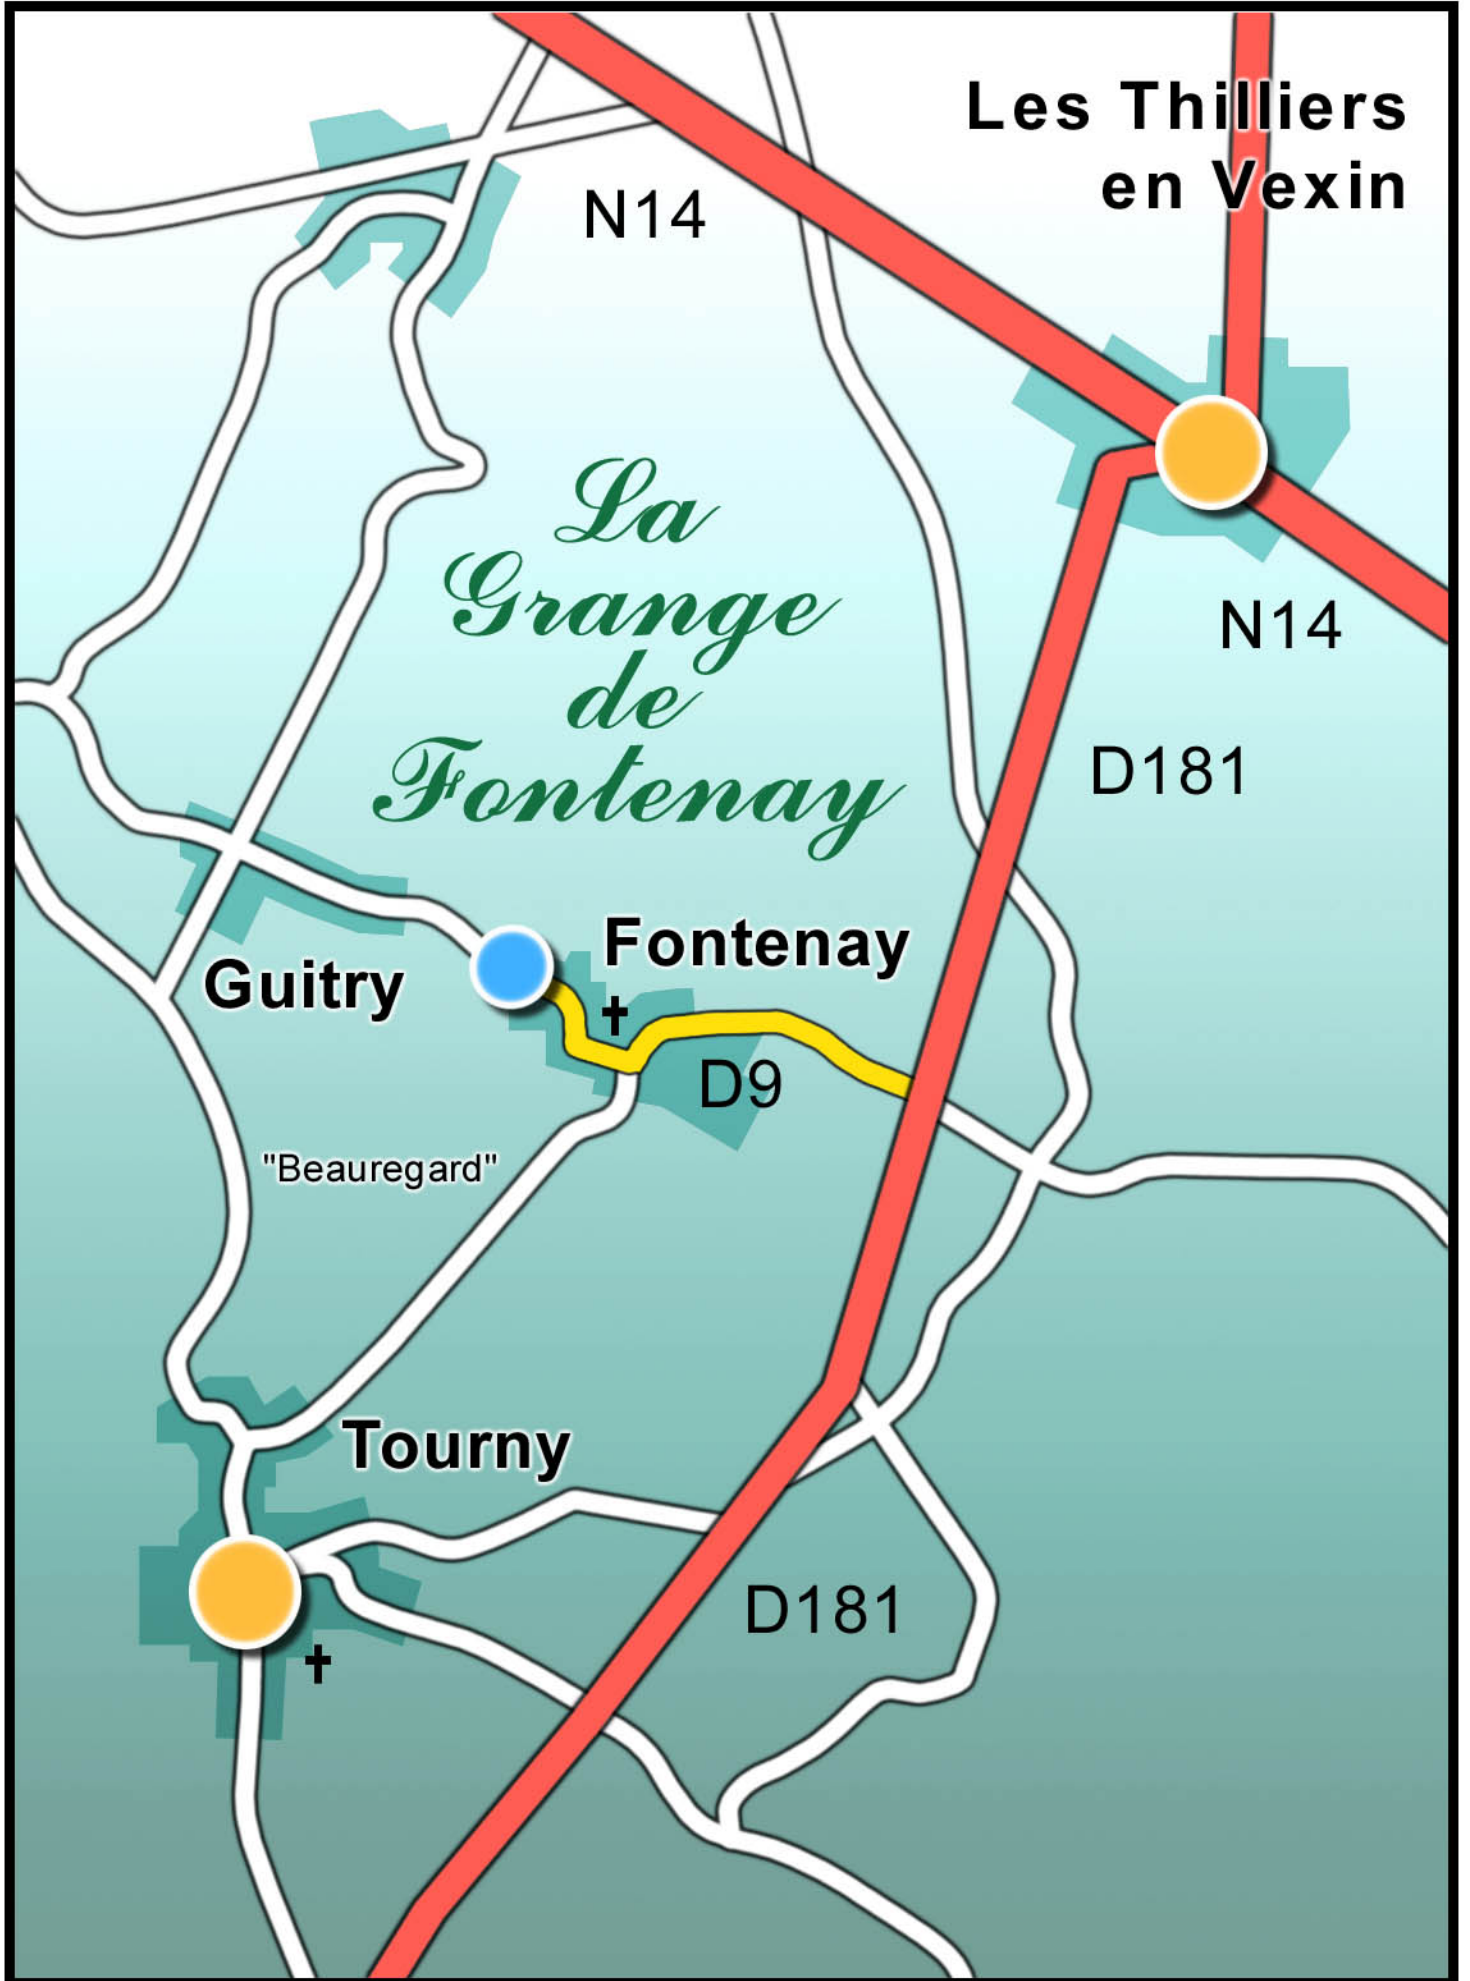 Les Thilliers
en Vexin
N14
La
Grange
de
Fontenay
N14
D181
Fontenay
Guitry
D9
"Beauregard"
Tourny
D181